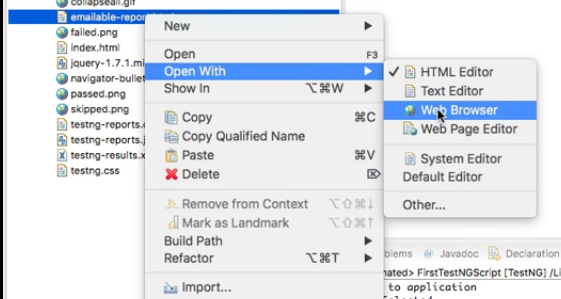 collapseall.gif
emailable-repor
failed.png
index.html
jquery-1.7.1.mi
navigator-bullet
passed.png
skipped.png
testng-reports.
testng-reports.
testng-results.x
testng.css
New
Open F3
Open With
Show In ⌥⌘W
Copy ⌘C
Copy Qualified Name
Paste ⌘V
Delete ⌦
Remove from Context ⌥⇧⌘↓
Mark as Landmark ⌥⇧⌘↑
Build Path
Refactor ⌥⌘T
Import...
✓ HTML Editor
Text Editor
Web Browser
Web Page Editor
System Editor
Default Editor
Other...
blems @ Javadoc Declaration
nated> FirstTestNGScript [TestNG] /Li
to application